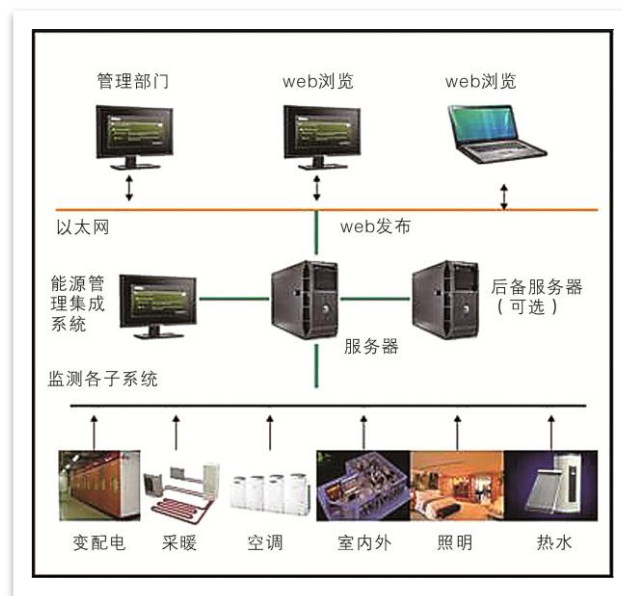 管理部门
web浏览
web浏览
以太网
web发布
能源管
理集成
系統
后备服务器
（可选）
服务器
监测各子系统
变配电
采暖
空调
室内外
照明
热水